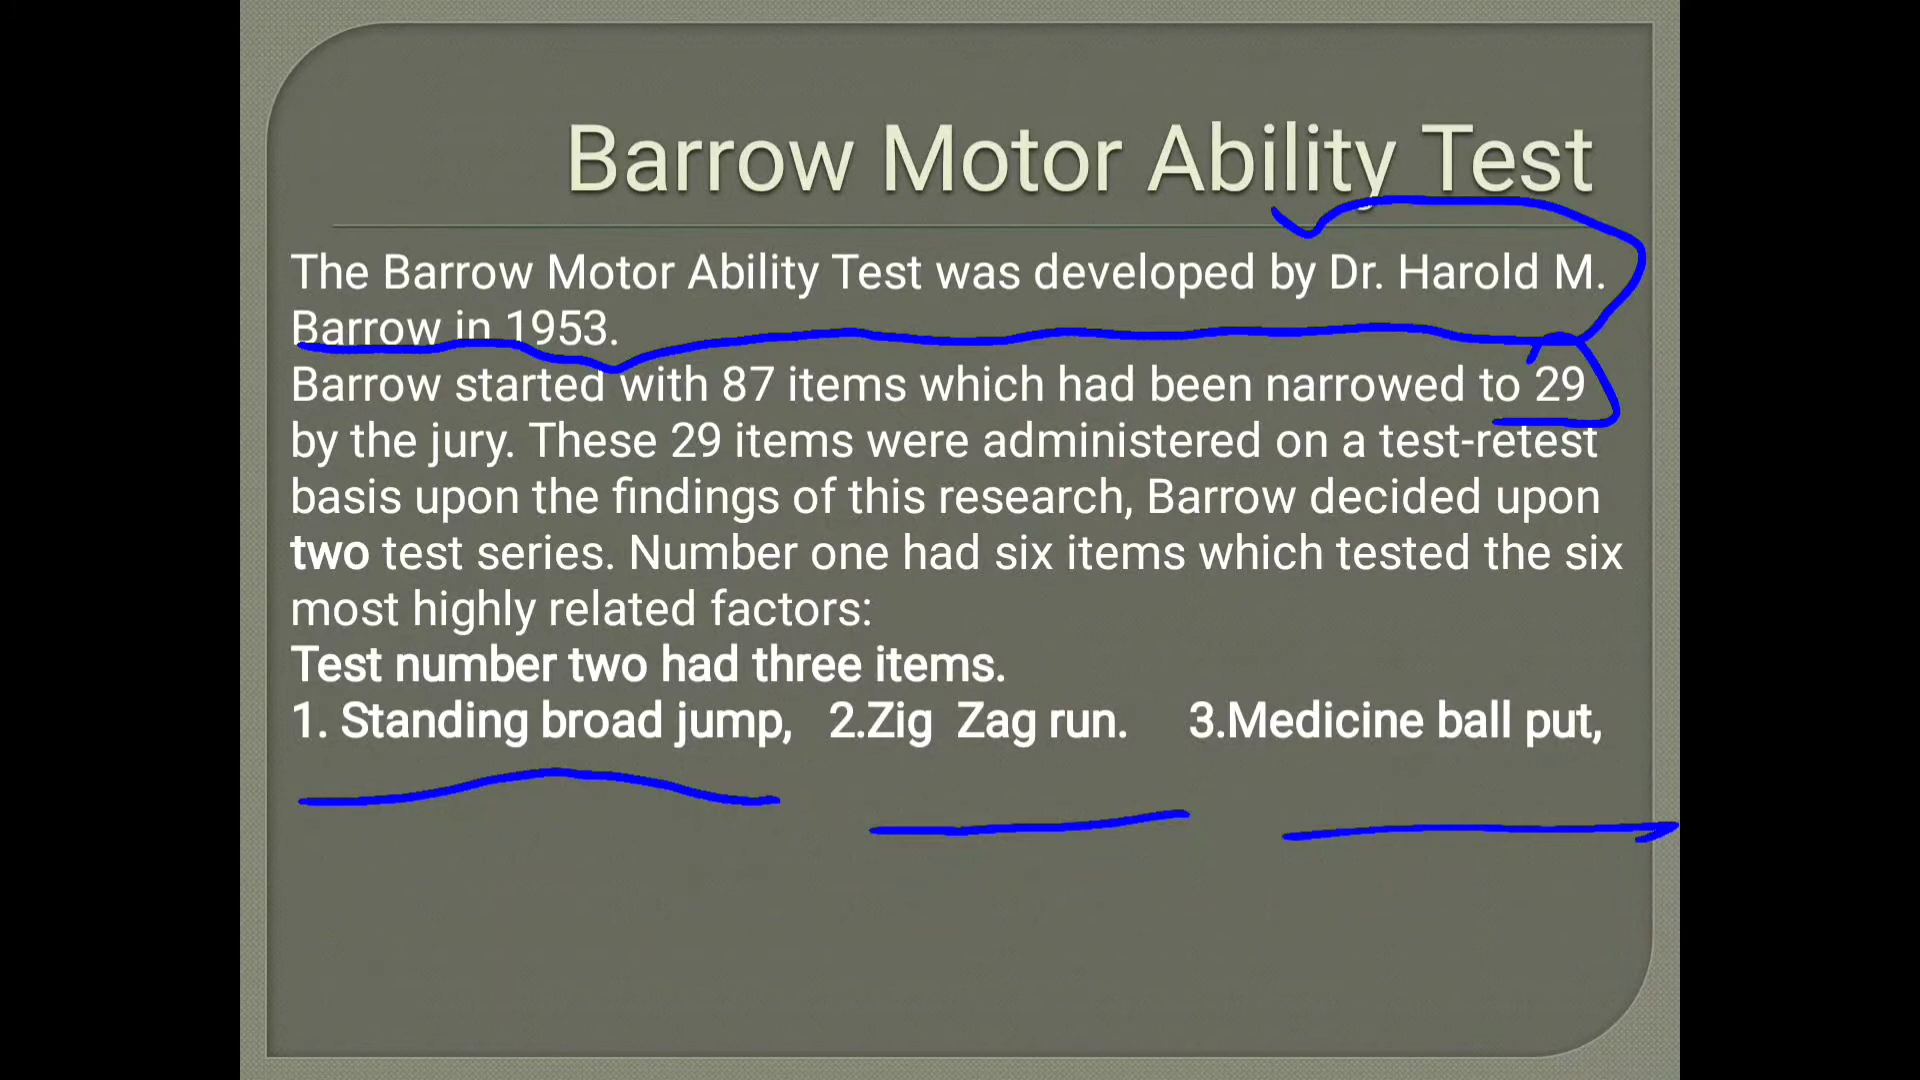 Barrow Motor Ability Test
The Barrow Motor Ability Test was developed by Dr. Harold M.
Barrow in 1953.
Barrow started with 87 items which had been narrowed to 29
by the jury. These 29 items were administered on a test-retest
basis upon the findings of this research, Barrow decided upon
two test series. Number one had six items which tested the six
most highly related factors:
Test number two had three items.
1. Standing broad jump, 2.Zig Zag run. 3.Medicine ball put,